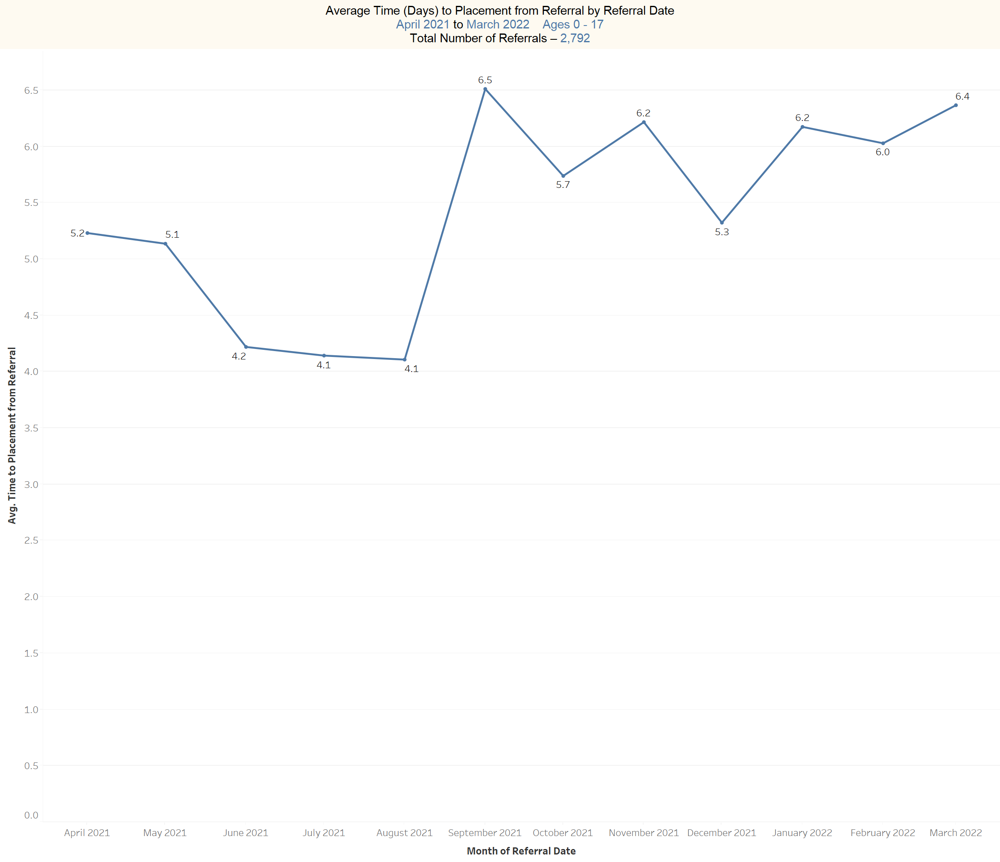 Average Time (Days) to Placement from Referral by Referral Date
April 2021 to March 2022 Ages 0 - 17
Total Number of Referrals – 2,792
6.5
6.0
5.5
5.0
4.5
4.0
3.5
3.0
2.5
2.0
1.5
1.0
0.5
0.0
Avg. Time to Placement from Referral
5.2
5.1
4.2
4.1
4.1
6.5
5.7
6.2
5.3
6.2
6.0
6.4
April 2021
May 2021
June 2021
July 2021
August 2021
September 2021
October 2021
November 2021
December 2021
January 2022
February 2022
March 2022
Month of Referral Date